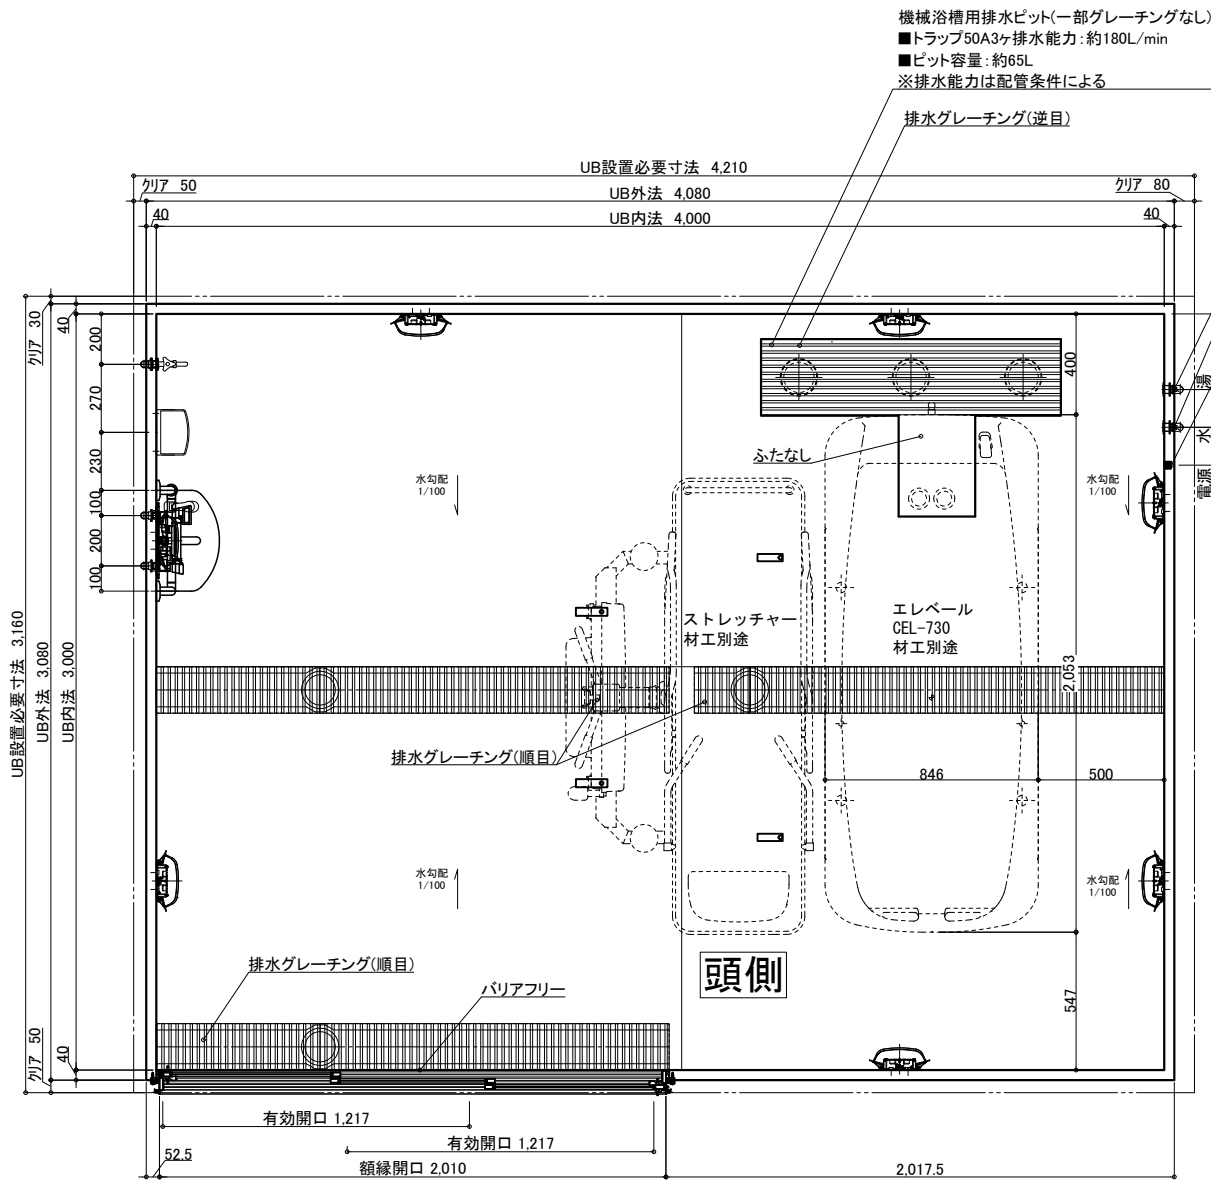 機械浴槽用排水ピット(一部グレーチングなし)
■トラップ50A3ヶ排水能力：約180L/min
■ピット容量：約65L
※排水能力は配管条件による
排水グレーチング(逆目)
UB設置必要寸法 4,210
クリア 50
UB外法 4,080
クリア 80
40
UB内法 4,000
40
クリア 30
40
200
270
230
100
200
100
UB設置必要寸法 3,160
UB外法 3,080
UB内法 3,000
クリア 50
40
400
湯
水
電源
ふたなし
水勾配
1/100
水勾配
1/100
ストレッチャー
材工別途
エレベール
CEL-730
材工別途
2,053
排水グレーチング(順目)
846
500
水勾配
1/100
水勾配
1/100
頭側
547
排水グレーチング(順目)
バリアフリー
有効開口 1,217
有効開口 1,217
52.5
額縁開口 2,010
2,017.5